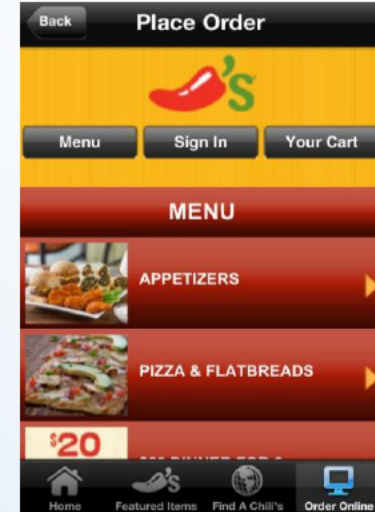 Back
Place Order
's
Menu
Sign In
Your Cart
MENU
APPETIZERS
PIZZA & FLATBREADS
$20
Home
Featured Items
Find A Chili's
Order Online